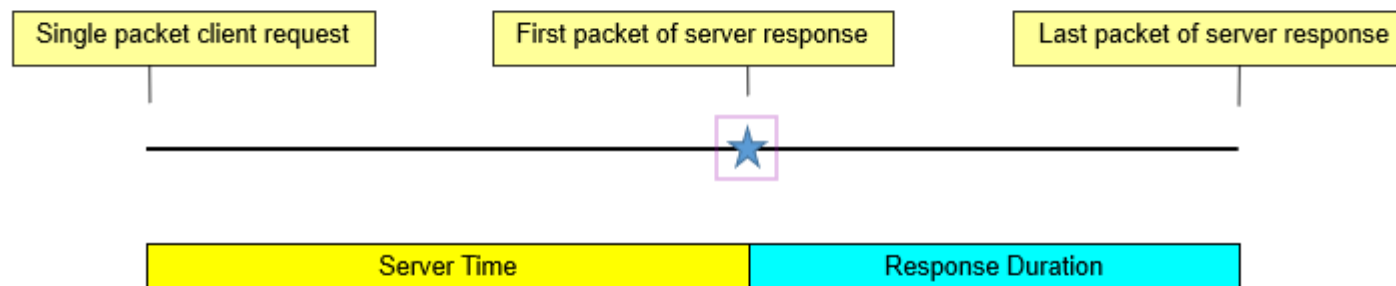 Single packet client request
First packet of server response
Last packet of server response
Server Time
Response Duration